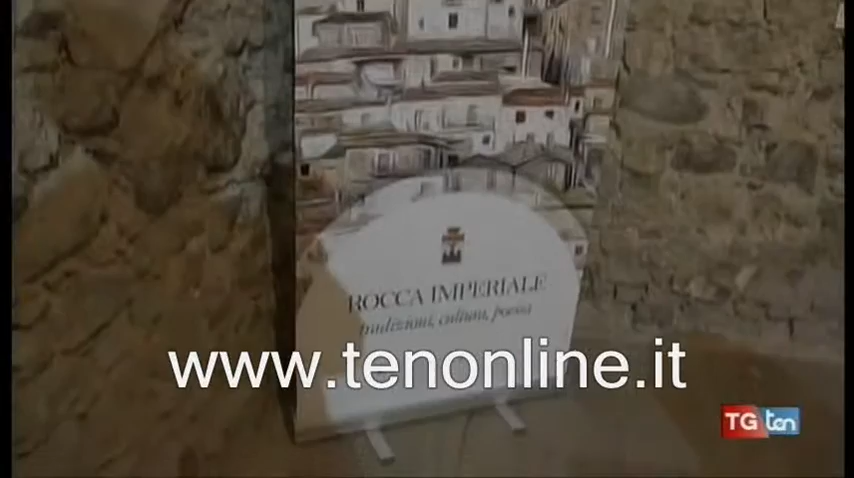 ROCCA IMPERIALE
tradizioni, cultura, poesia
www.tenonline.it
TG ten